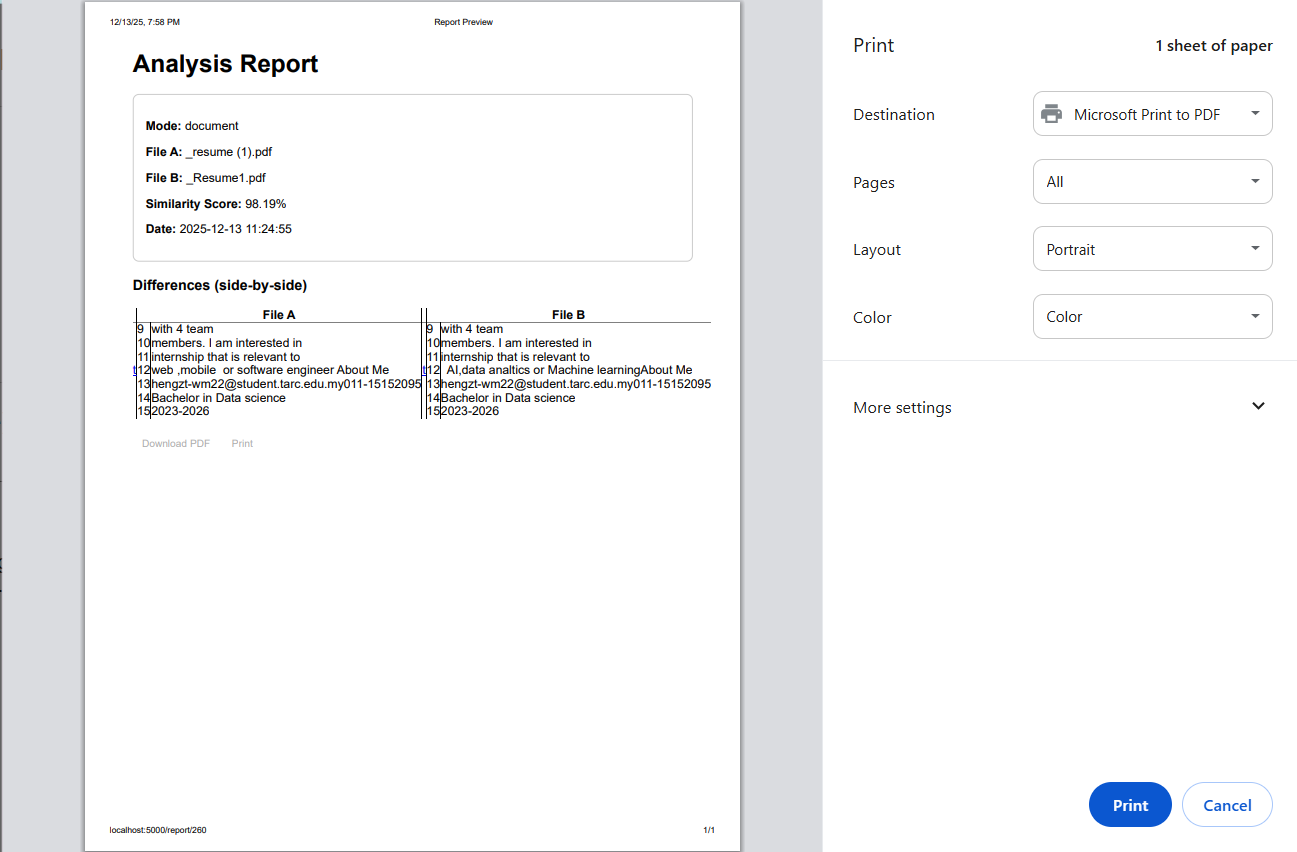 12/13/25, 7:58 PM Report Preview
Analysis Report
Mode: document
File A: _resume (1).pdf
File B: _Resume1.pdf
Similarity Score: 98.19%
Date: 2025-12-13 11:24:55
Differences (side-by-side)
File A File B
9 with 4 team 9 with 4 team
10 members. I am interested in 10 members. I am interested in
11 internship that is relevant to 11 internship that is relevant to
t 12 web ,mobile  or software engineer About Me t 12  AI,data analtics or Machine learningAbout Me
13 hengzt-wm22@student.tarc.edu.my011-15152095 13 hengzt-wm22@student.tarc.edu.my011-15152095
14 Bachelor in Data science 14 Bachelor in Data science
15 2023-2026 15 2023-2026
Download PDF Print
localhost:5000/report/260 1/1
Print 1 sheet of paper
Destination Microsoft Print to PDF
Pages All
Layout Portrait
Color Color
More settings
Print Cancel